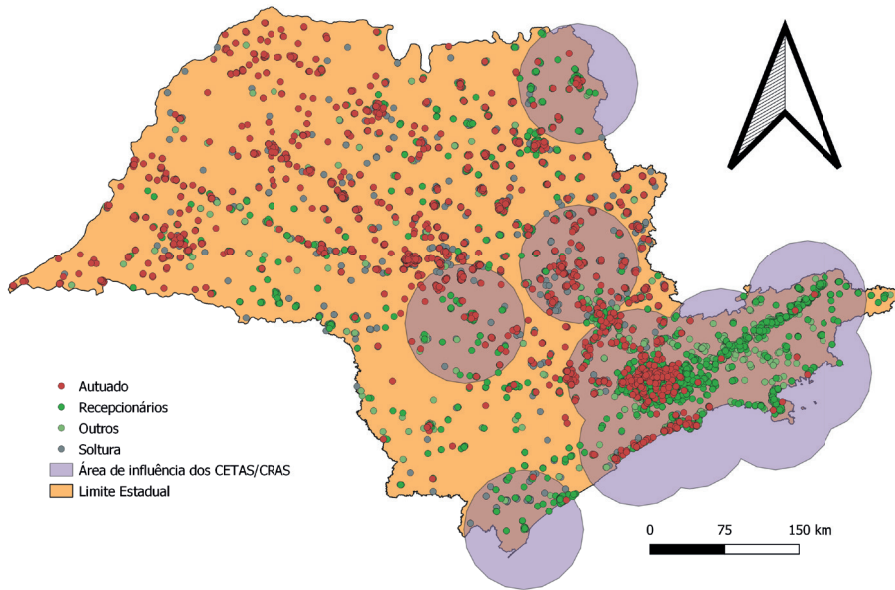 Autuado
Recepcionários
Outros
Soltura
Área de influência dos CETAS/CRAS
Limite Estadual
0 75 150 km